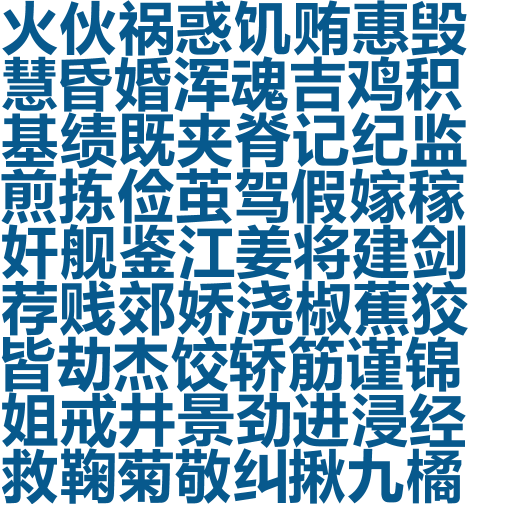 火伙祸惑饥贿惠毁
慧昏婚浑魂吉鸡积
基绩既夹脊记纪监
煎拣俭茧驾假嫁稼
奸舰鉴江姜将建剑
荐贱郊娇浇椒蕉狡
皆劫杰饺轿筋谨锦
姐戒井景劲进浸经
救鞠菊敬纠揪九橘